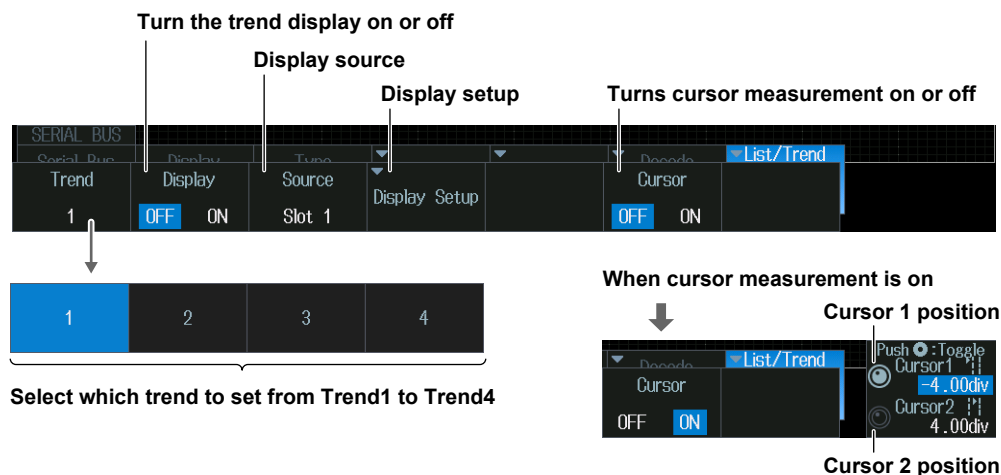 Turn the trend display on or off
Display source
Display setup
Turns cursor measurement on or off
SERIAL BUS
Serial Bus Display Type Decode List/Trend
Trend Display Source Display Setup Cursor
1 OFF ON Slot 1 OFF ON
1 2 3 4
Select which trend to set from Trend1 to Trend4
When cursor measurement is on
Cursor 1 position
Decode List/Trend
Cursor
OFF ON
Push :Toggle
Cursor1
-4.00div
Cursor2
4.00div
Cursor 2 position